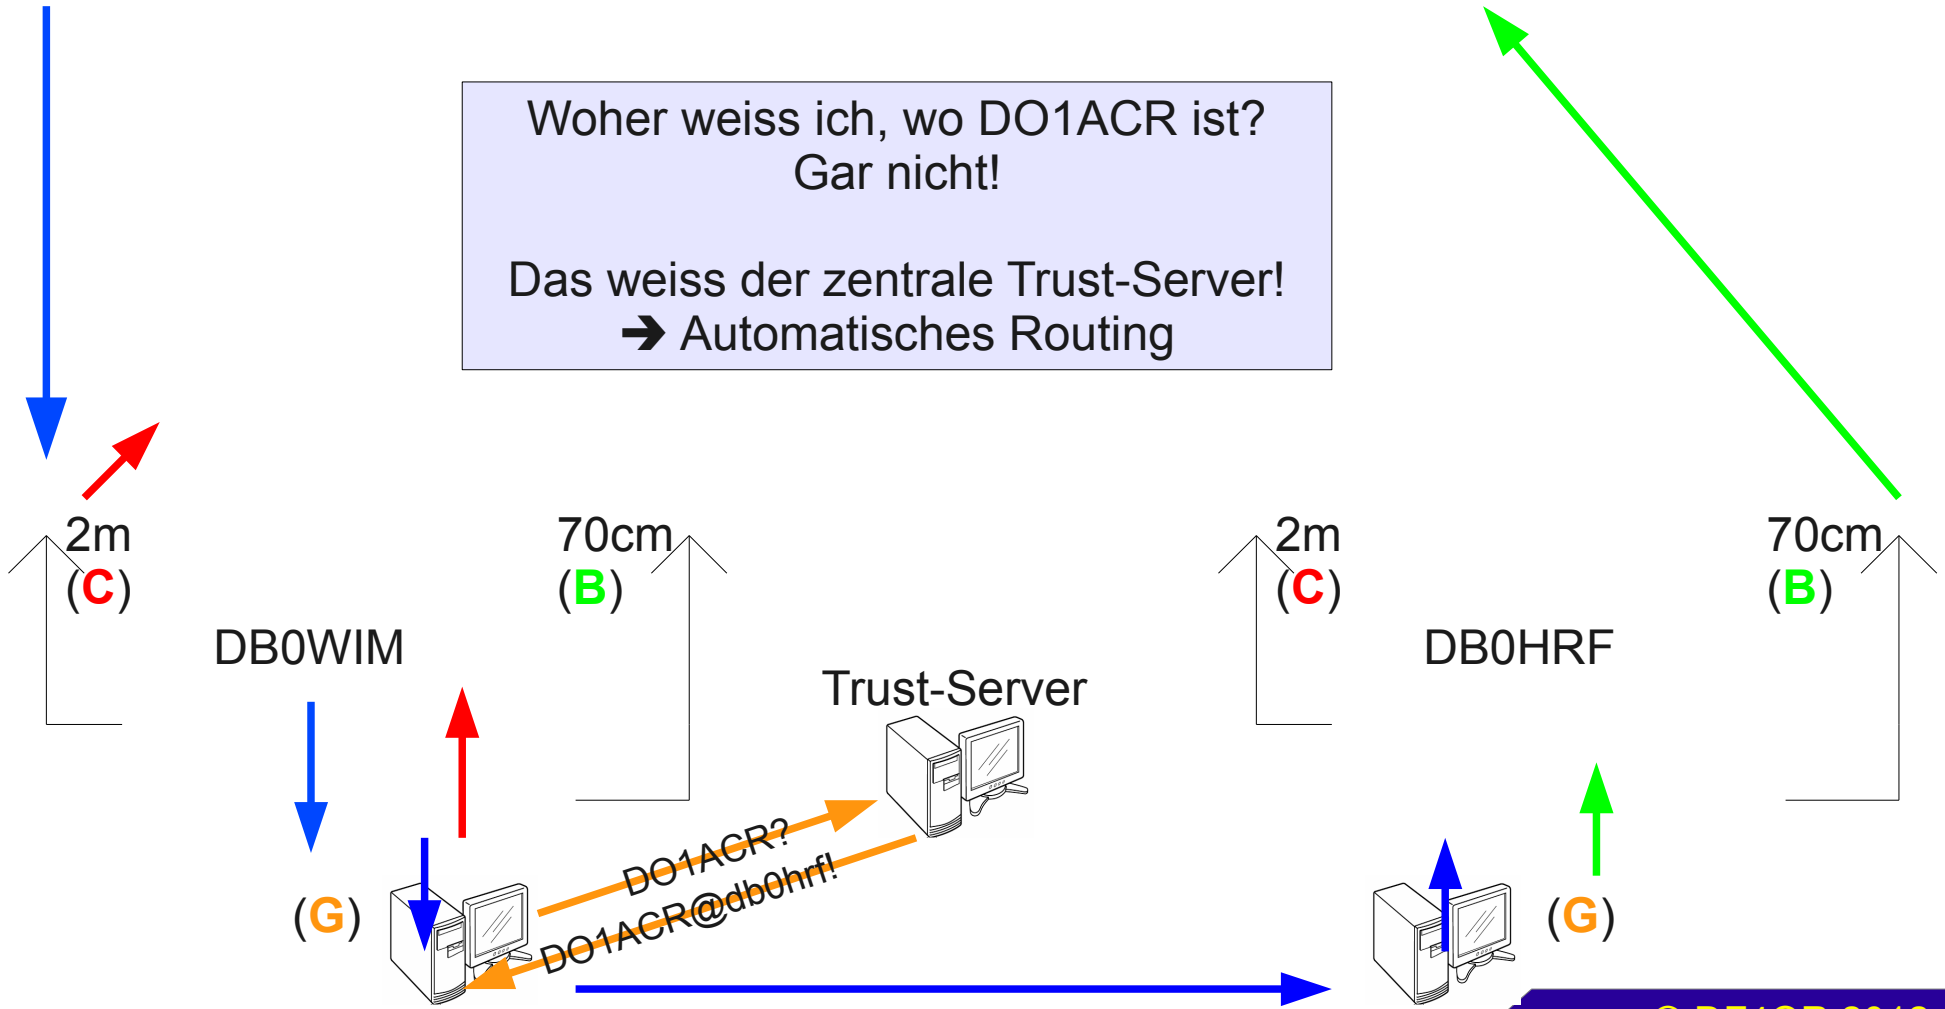 Woher weiss ich, wo DO1ACR ist?
Gar nicht!
Das weiss der zentrale Trust-Server!
➔ Automatisches Routing
2m
(C)
70cm
(B)
2m
(C)
70cm
(B)
DB0WIM
DB0HRF
Trust-Server
DO1ACR?
DO1ACR@db0hrf!
(G)
(G)